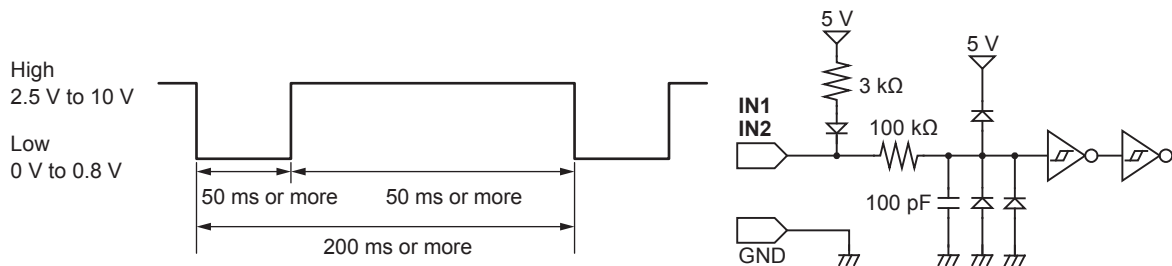 High
2.5 V to 10 V
Low
0 V to 0.8 V
50 ms or more
50 ms or more
200 ms or more
5 V
5 V
3 kΩ
IN1
IN2
100 kΩ
100 pF
GND